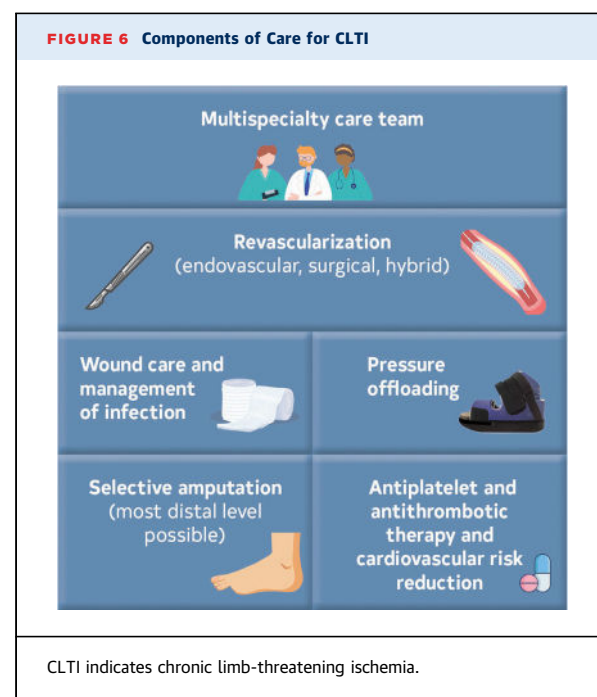 FIGURE 6 Components of Care for CLTI
Multispecialty care team
Revascularization
(endovascular, surgical, hybrid)
Wound care and
management
of infection
Pressure
offloading
Selective amputation
(most distal level
possible)
Antiplatelet and
antithrombotic
therapy and
cardiovascular risk
reduction
CLTI indicates chronic limb-threatening ischemia.